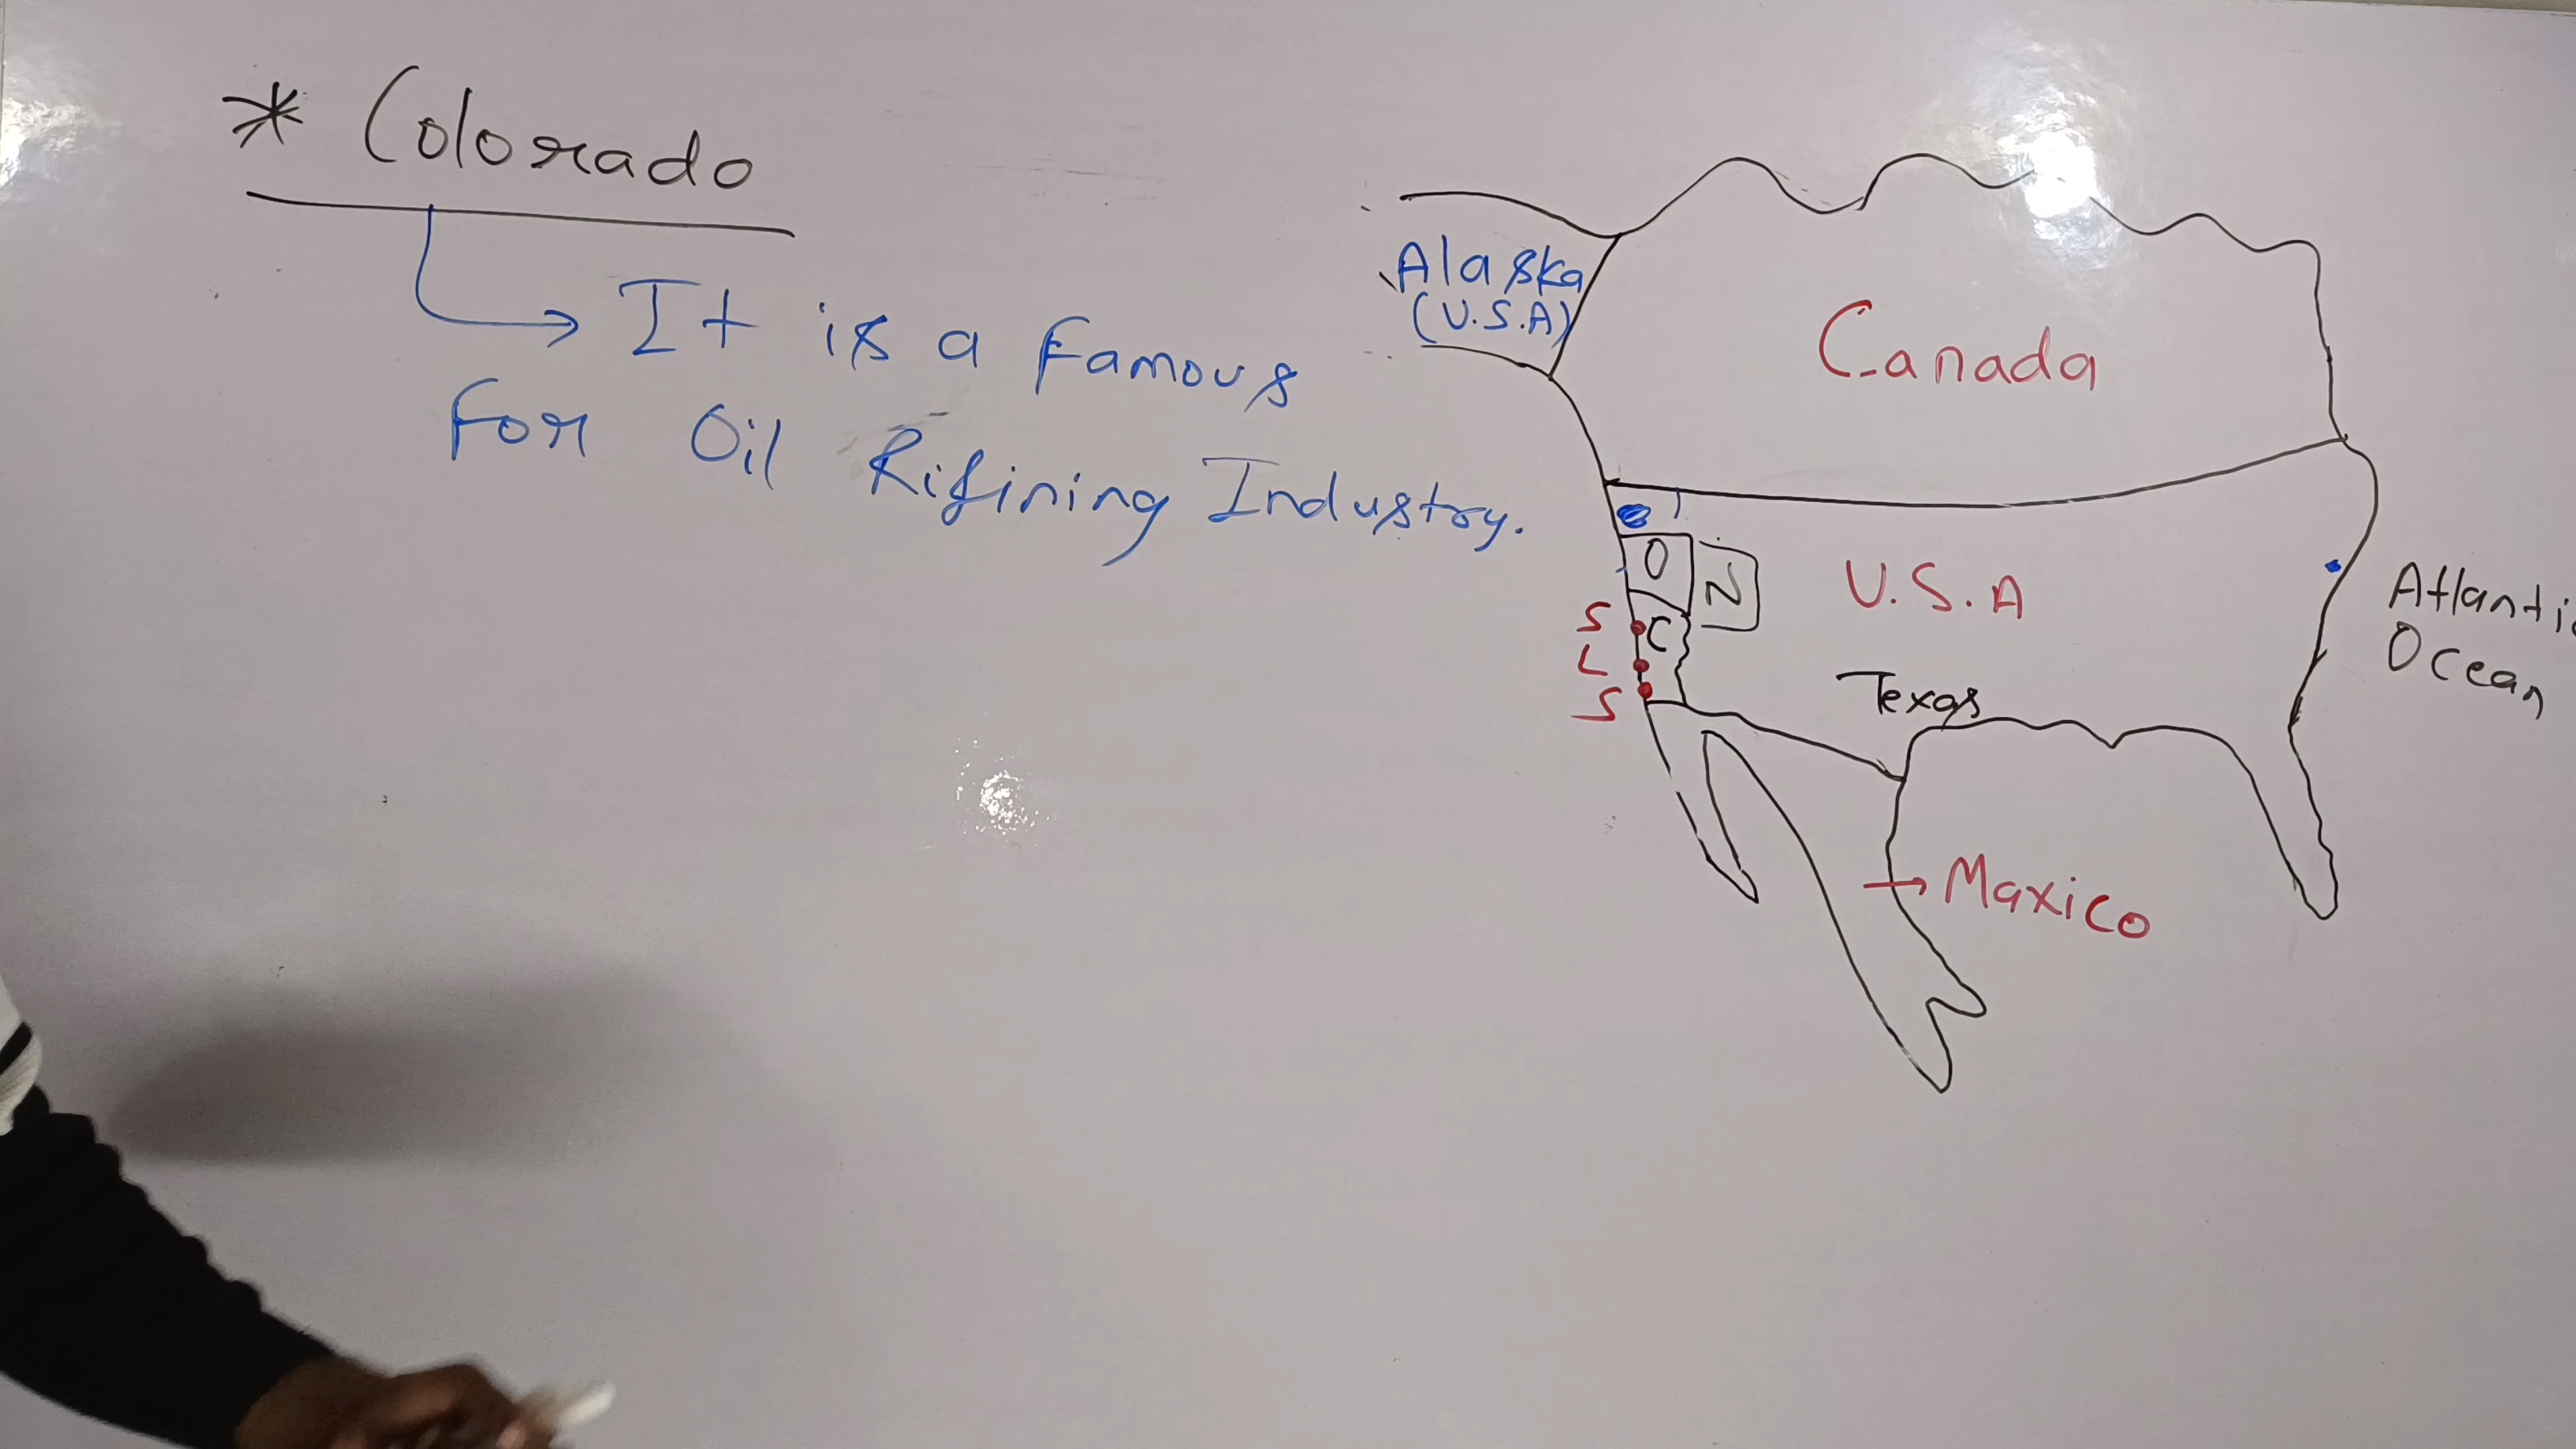 * Colorado
It is a Famous
For Oil Rifining Industry.
Alaska
(U.S.A)
Canada
O
N
U.S.A
S
C
L
S
Texas
Atlantic
Ocean
Maxico